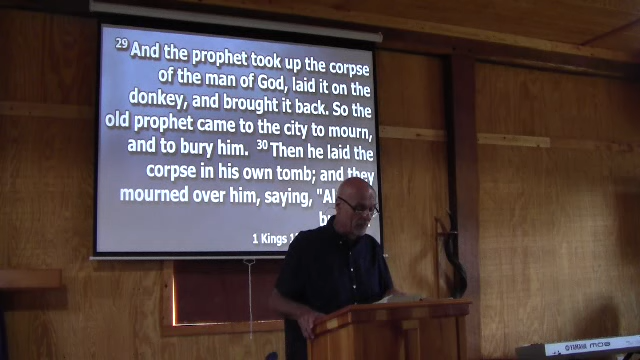 29 And the prophet took up the corpse
of the man of God, laid it on the
donkey, and brought it back. So the
old prophet came to the city to mourn,
and to bury him. 30 Then he laid the
corpse in his own tomb; and they
mourned over him, saying,
1 Kings
YAMAHA